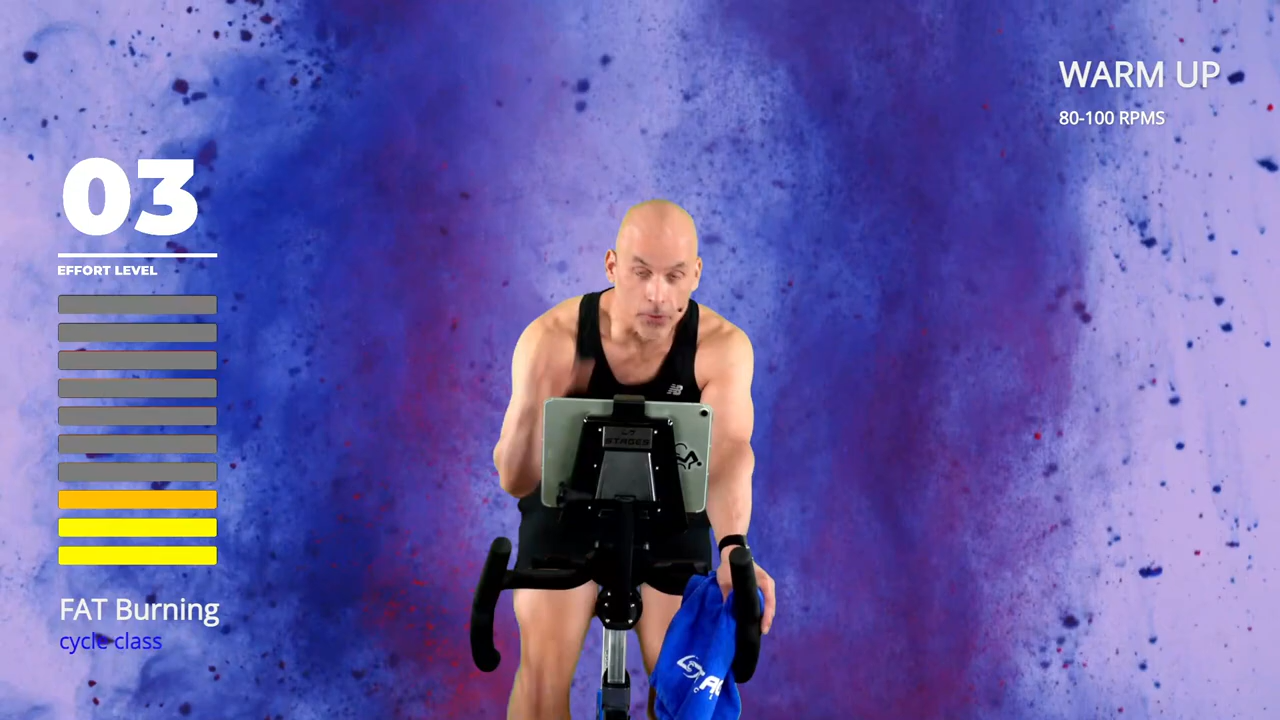 WARM UP
80-100 RPMS
03
EFFORT LEVEL
STAGES
FAT Burning
cycle class